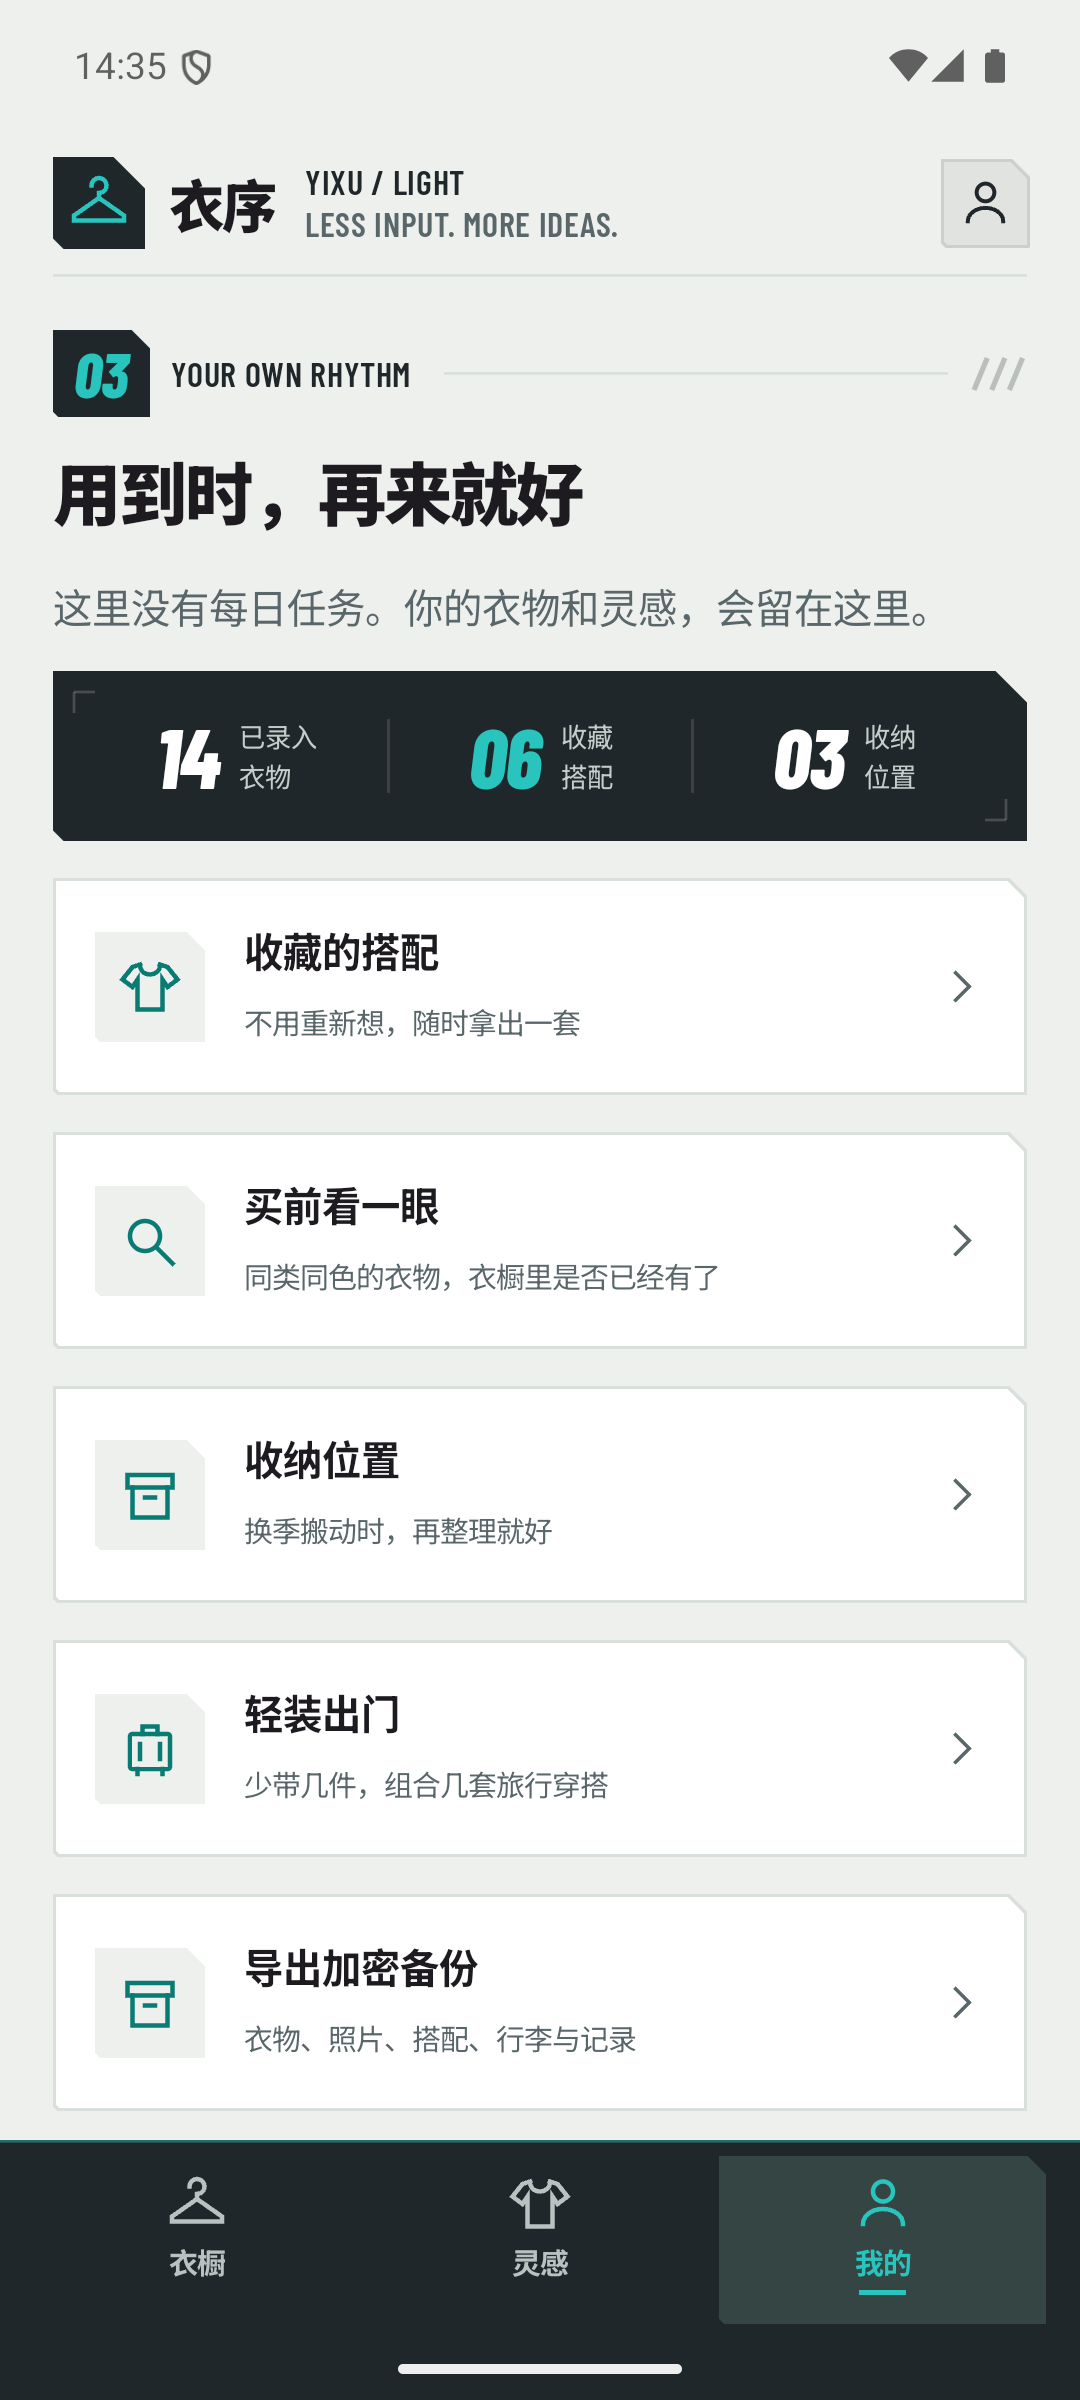 14:35
衣序
YIXU / LIGHT
LESS INPUT. MORE IDEAS.
03
YOUR OWN RHYTHM
用到时，再来就好
这里没有每日任务。你的衣物和灵感，会留在这里。
14
已录入
衣物
06
收藏
搭配
03
收纳
位置
收藏的搭配
不用重新想，随时拿出一套
买前看一眼
同类同色的衣物，衣橱里是否已经有了
收纳位置
换季搬动时，再整理就好
轻装出门
少带几件，组合几套旅行穿搭
导出加密备份
衣物、照片、搭配、行李与记录
衣橱
灵感
我的